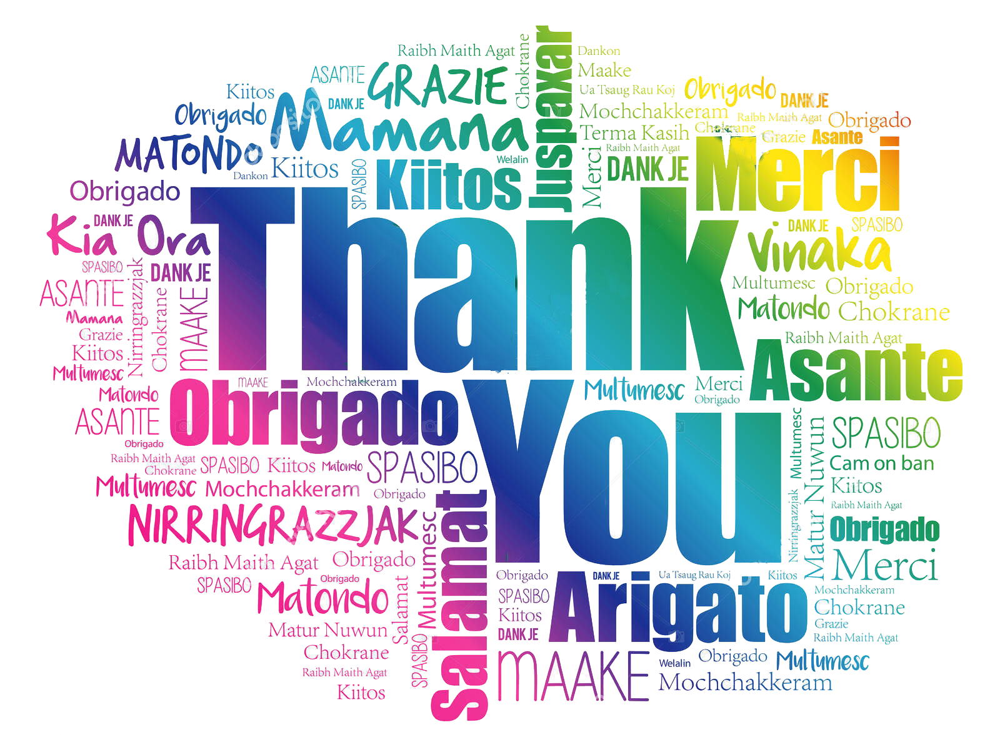 Raibh Maith Agat
Chokrane
Juspaxar
Dankon
ASANTE
GRAZIE
Maake
Kiitos
DANK JE
Ua Tsaug Rau Koj
Obrigado
DANK JE
Obrigado
Mamana
Mochchakkeram
Raibh Maith Agat
Obrigado
MATONDO
Terma Kasih
Chokrane
Grazie
Asante
Dankon
Kiitos
SPASIBO
Welalin
Merci
Raibh Maith Agat
DANK JE
Merci
Obrigado
Kiitos
Thank
DANK JE
Kia Ora
DANK JE
SPASIBO
Vinaka
SPASIBO
Nirringrazzjak
DANK JE
ASANTE
Chokrane
MAAKE
Multumesc
Obrigado
Mamana
Matondo
Chokrane
Grazie
Kiitos
Raibh Maith Agat
Multumesc
Asante
MAAKE
Mochchakkeram
You
Multumesc
Merci
Obrigado
Matondo
Obrigado
ASANTE
Obrigado
Multumesc
Matur Nuwun
SPASIBO
Raibh Maith Agat
SPASIBO
Kiitos
Matondo
SPASIBO
Cam on ban
Chokrane
Multumesc
Mochchakkeram
Obrigado
Kiitos
Nirringrazzjak
Raibh Maith Agat
NIRRINGRAZZJAK
Multumesc
Salamat
Obrigado
Raibh Maith Agat
Obrigado
Merci
SPASIBO
Obrigado
Matondo
Salamat
Obrigado
DANK JE
Ua Tsaug Rau Koj
Kiitos
SPASIBO
Arigato
Mochchakkeram
Kiitos
Chokrane
Matur Nuwun
DANK JE
Grazie
Raibh Maith Agat
SPASIBO
Chokrane
MAAKE
Welalin
Obrigado
Multumesc
Raibh Maith Agat
Mochchakkeram
Kiitos